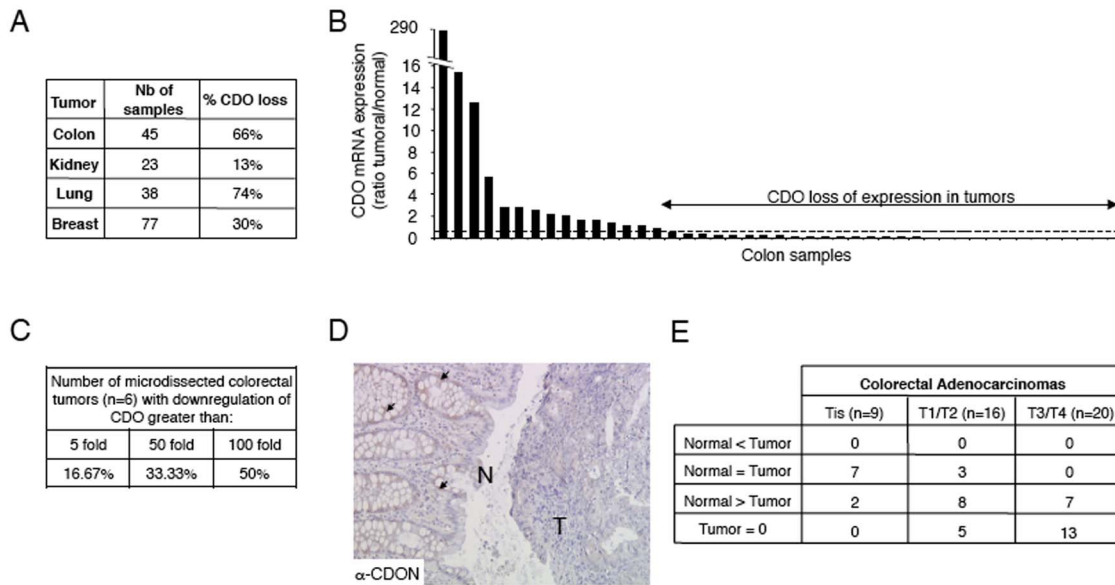 A
Tumor Nb of samples % CDO loss
Colon 45 66%
Kidney 23 13%
Lung 38 74%
Breast 77 30%
B
CDO mRNA expression
(ratio tumoral/normal)
290
16
14
12
10
8
6
4
2
0
CDO loss of expression in tumors
Colon samples
C
Number of microdissected colorectal
tumors (n=6) with downregulation of
CDO greater than:
5 fold 50 fold 100 fold
16.67% 33.33% 50%
D
N
T
α-CDON
E
Colorectal Adenocarcinomas
Tis (n=9) T1/T2 (n=16) T3/T4 (n=20)
Normal < Tumor 0 0 0
Normal = Tumor 7 3 0
Normal > Tumor 2 8 7
Tumor = 0 0 5 13